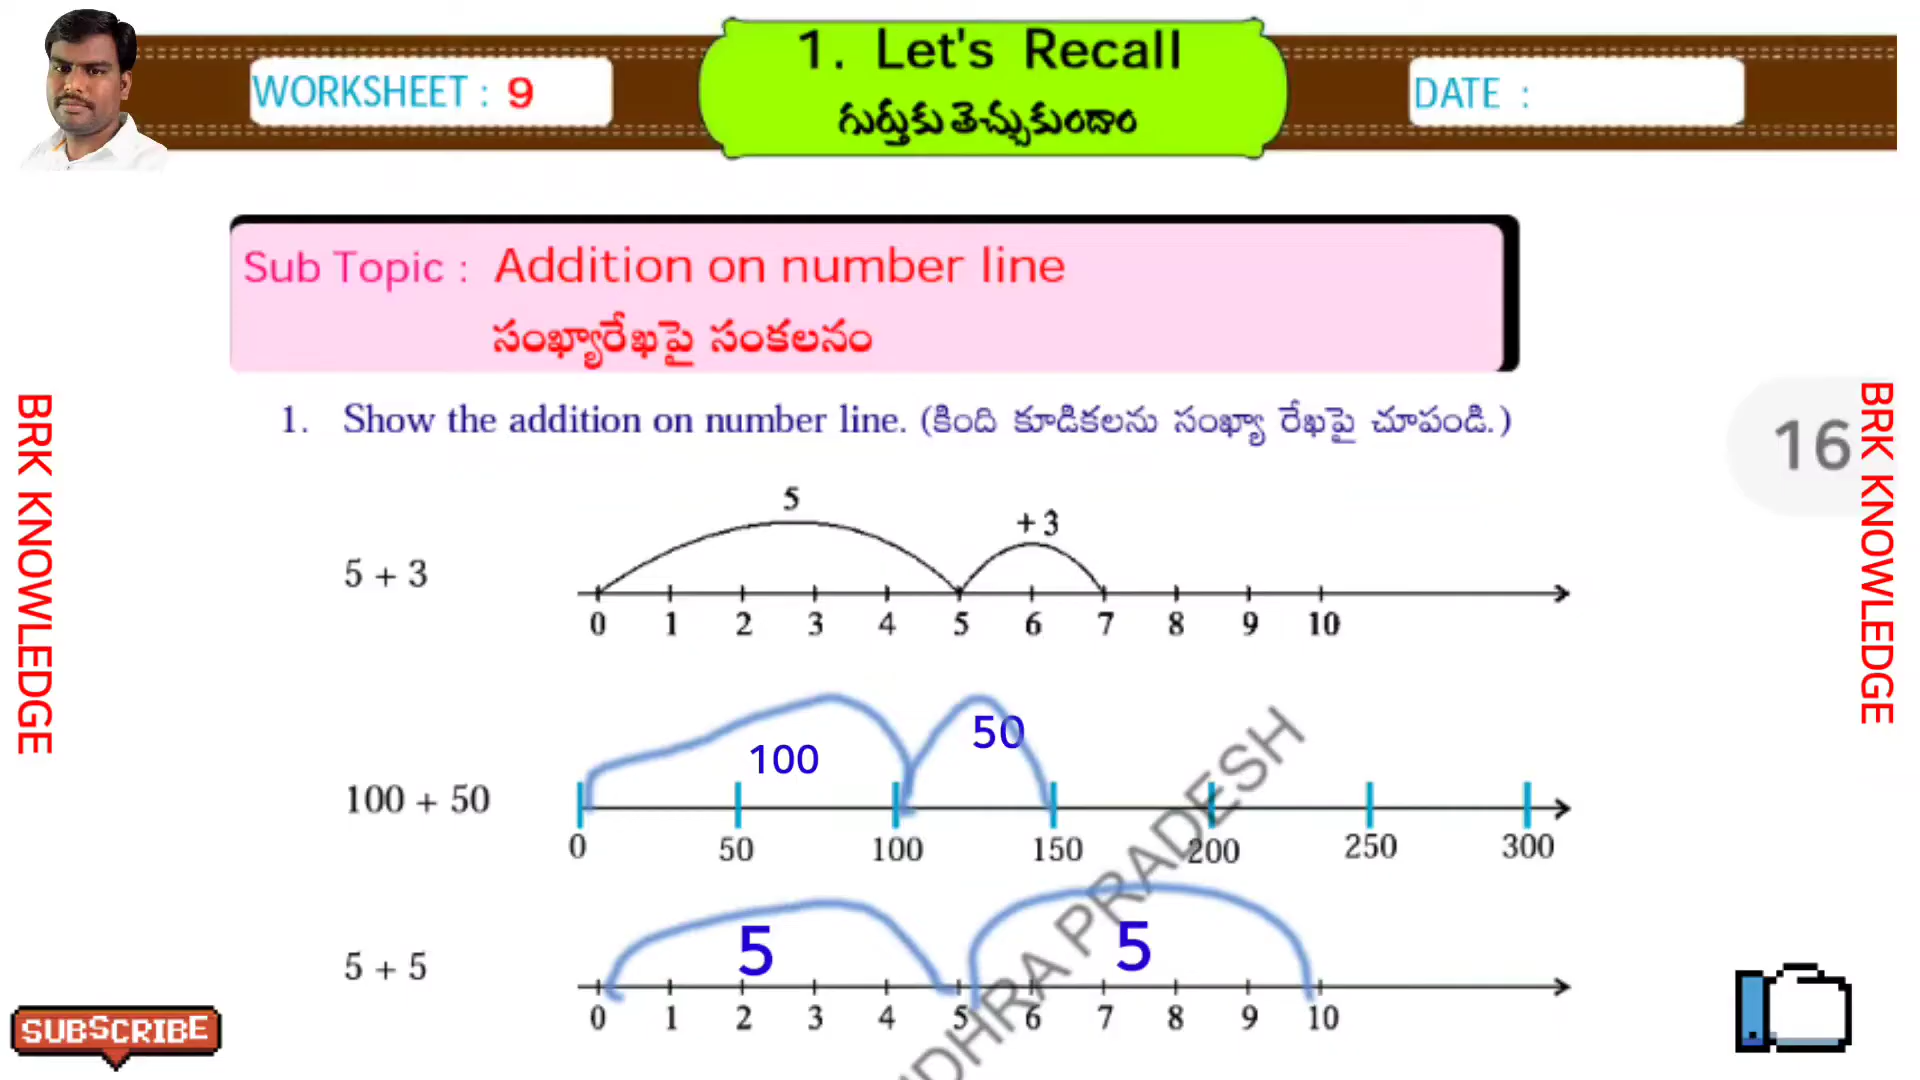 1. Let's Recall
గుర్తుకు తెచ్చుకుందాం
WORKSHEET : 9
DATE :
Sub Topic : Addition on number line
సంఖ్యారేఖపై సంకలనం
1. Show the addition on number line. (కింది కూడికలను సంఖ్యా రేఖపై చూపండి.)
16
5
+ 3
5 + 3
0 1 2 3 4 5 6 7 8 9 10
100
50
100 + 50
0 50 100 150 200 250 300
5
5
5 + 5
0 1 2 3 4 5 6 7 8 9 10
BRK KNOWLEDGE
BRK KNOWLEDGE
SUBSCRIBE
DHRA PRADESH